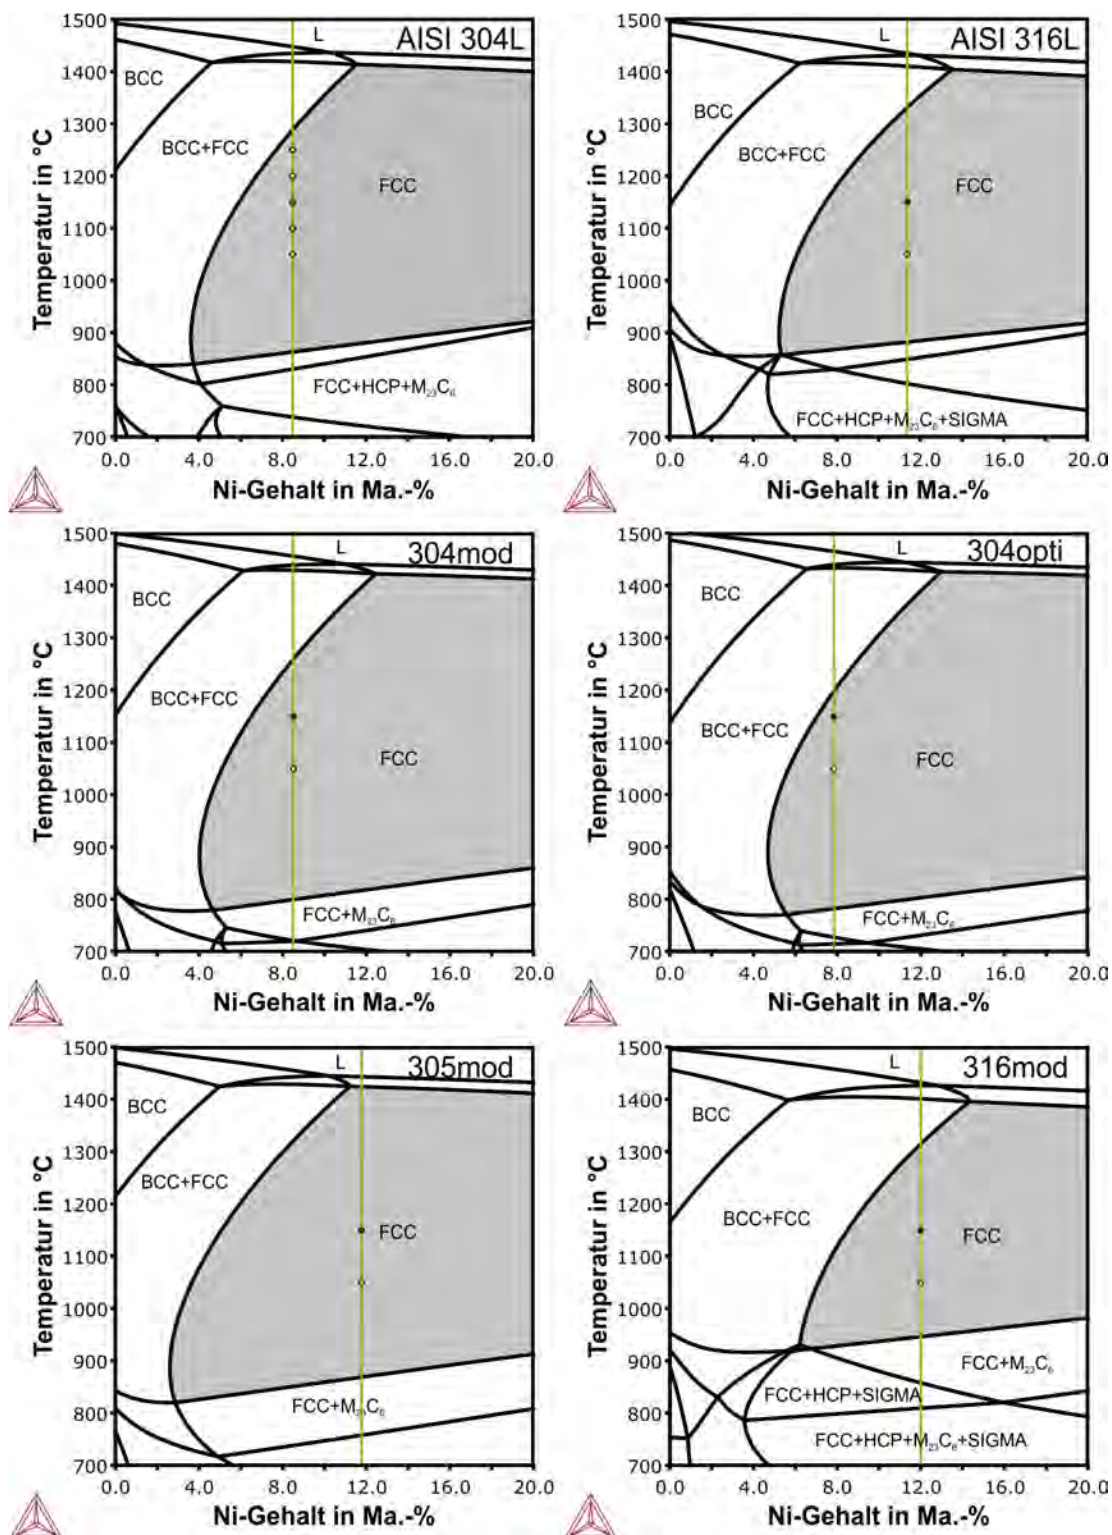 1500
1400
1300
1200
1100
1000
900
800
700
Temperatur in °C
L
AISI 304L
BCC
BCC+FCC
FCC
FCC+HCP+M₂₃C₆
0.0 4.0 8.0 12.0 16.0 20.0
Ni-Gehalt in Ma.-%
1500
1400
1300
1200
1100
1000
900
800
700
Temperatur in °C
L
AISI 316L
BCC
BCC+FCC
FCC
FCC+HCP+M₂₃C₆+SIGMA
0.0 4.0 8.0 12.0 16.0 20.0
Ni-Gehalt in Ma.-%
1500
1400
1300
1200
1100
1000
900
800
700
Temperatur in °C
L
304mod
BCC
BCC+FCC
FCC
FCC+M₂₃C₆
0.0 4.0 8.0 12.0 16.0 20.0
Ni-Gehalt in Ma.-%
1500
1400
1300
1200
1100
1000
900
800
700
Temperatur in °C
L
304opti
BCC
BCC+FCC
FCC
FCC+M₂₃C₆
0.0 4.0 8.0 12.0 16.0 20.0
Ni-Gehalt in Ma.-%
1500
1400
1300
1200
1100
1000
900
800
700
Temperatur in °C
L
305mod
BCC
BCC+FCC
FCC
FCC+M₂₃C₆
0.0 4.0 8.0 12.0 16.0 20.0
Ni-Gehalt in Ma.-%
1500
1400
1300
1200
1100
1000
900
800
700
Temperatur in °C
L
316mod
BCC
BCC+FCC
FCC
FCC+M₂₃C₆
FCC+HCP+SIGMA
FCC+HCP+M₂₃C₆+SIGMA
0.0 4.0 8.0 12.0 16.0 20.0
Ni-Gehalt in Ma.-%